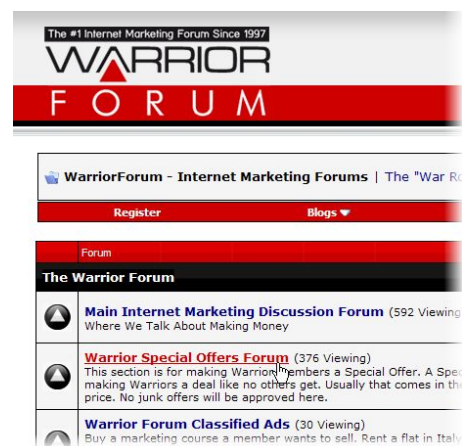 The #1 Internet Marketing Forum Since 1997
WARRIOR
FORUM
WarriorForum - Internet Marketing Forums | The "War
Register Blogs
Forum
The Warrior Forum
Main Internet Marketing Discussion Forum (592 Viewing
Where We Talk About Making Money
Warrior Special Offers Forum (376 Viewing)
This section is for making Warrior members a Special Offer. A
making Warriors a deal like no others get. Usually that comes in
price. No junk offers will be approved here.
Warrior Forum Classified Ads (30 Viewing)
Buy a marketing course a member wants to sell. Rent a flat in Italy